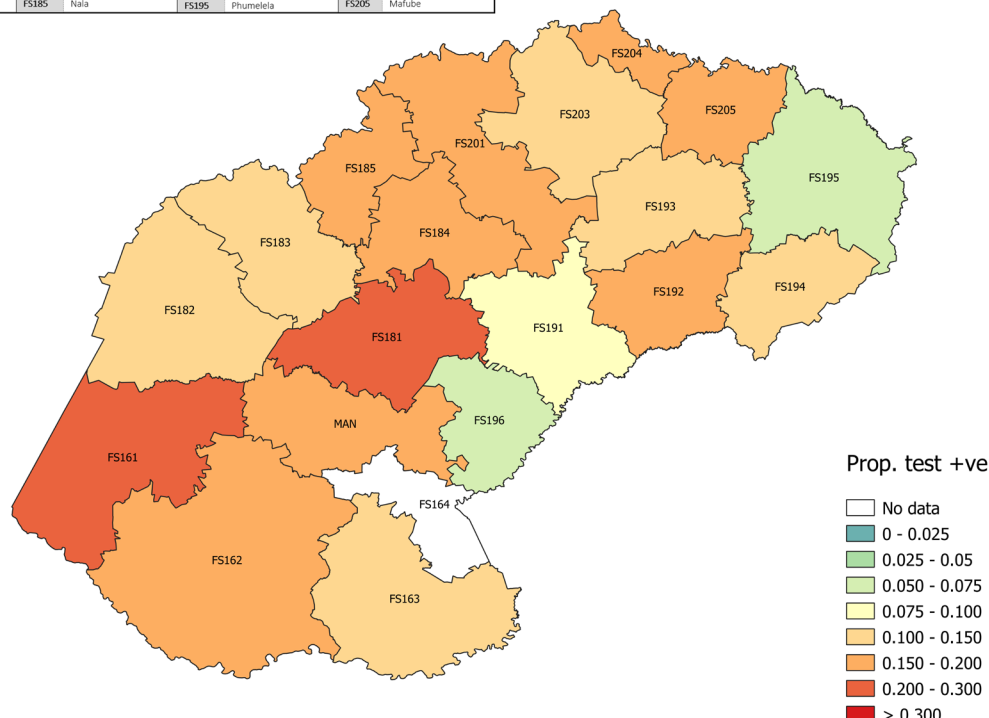 FS185 Nala FS195 Phumelela FS205 Mafube
FS204
FS203
FS205
FS201
FS185
FS195
FS193
FS184
FS183
FS194
FS192
FS182
FS191
FS181
FS196
MAN
FS161
FS164
FS162
FS163
Prop. test +ve
No data
0 - 0.025
0.025 - 0.05
0.050 - 0.075
0.075 - 0.100
0.100 - 0.150
0.150 - 0.200
0.200 - 0.300
> 0.300